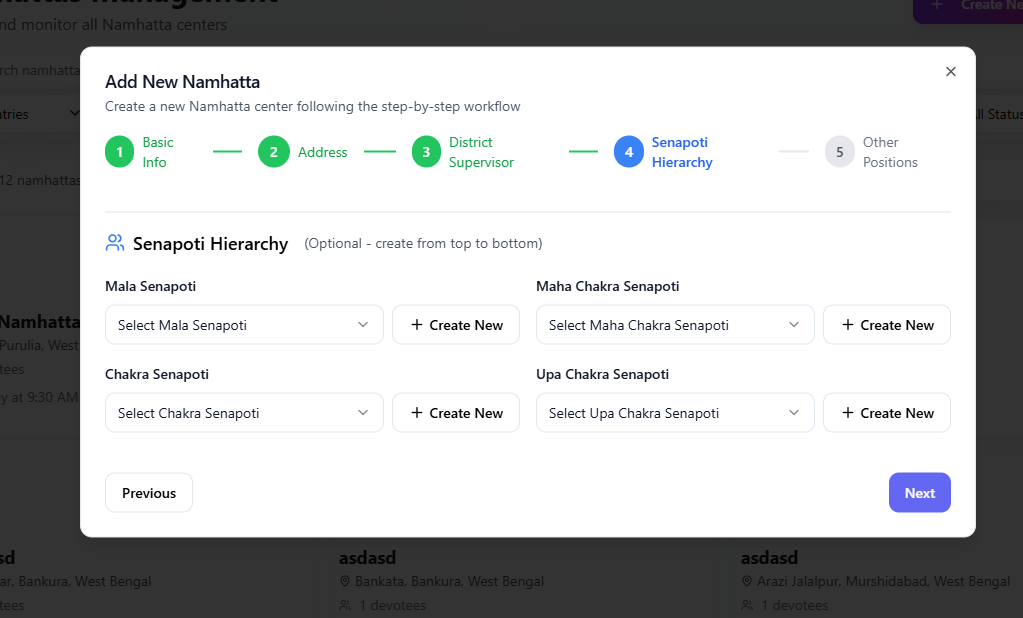 management
nd monitor all Namhatta centers
+ Create Ne
rch namhatta
tries
ll Status
12 namhattas
Add New Namhatta
Create a new Namhatta center following the step-by-step workflow
1 Basic Info
2 Address
3 District Supervisor
4 Senapoti Hierarchy
5 Other Positions
Senapoti Hierarchy (Optional - create from top to bottom)
Mala Senapoti
Maha Chakra Senapoti
Select Mala Senapoti
+ Create New
Select Maha Chakra Senapoti
+ Create New
Chakra Senapoti
Upa Chakra Senapoti
Select Chakra Senapoti
+ Create New
Select Upa Chakra Senapoti
+ Create New
Previous
Next
Namhatta
Purulia, West
tees
y at 9:30 AM
sd
asdasd
asdasd
ar, Bankura, West Bengal
Bankata, Bankura, West Bengal
Arazi Jalalpur, Murshidabad, West Bengal
tees
1 devotees
1 devotees